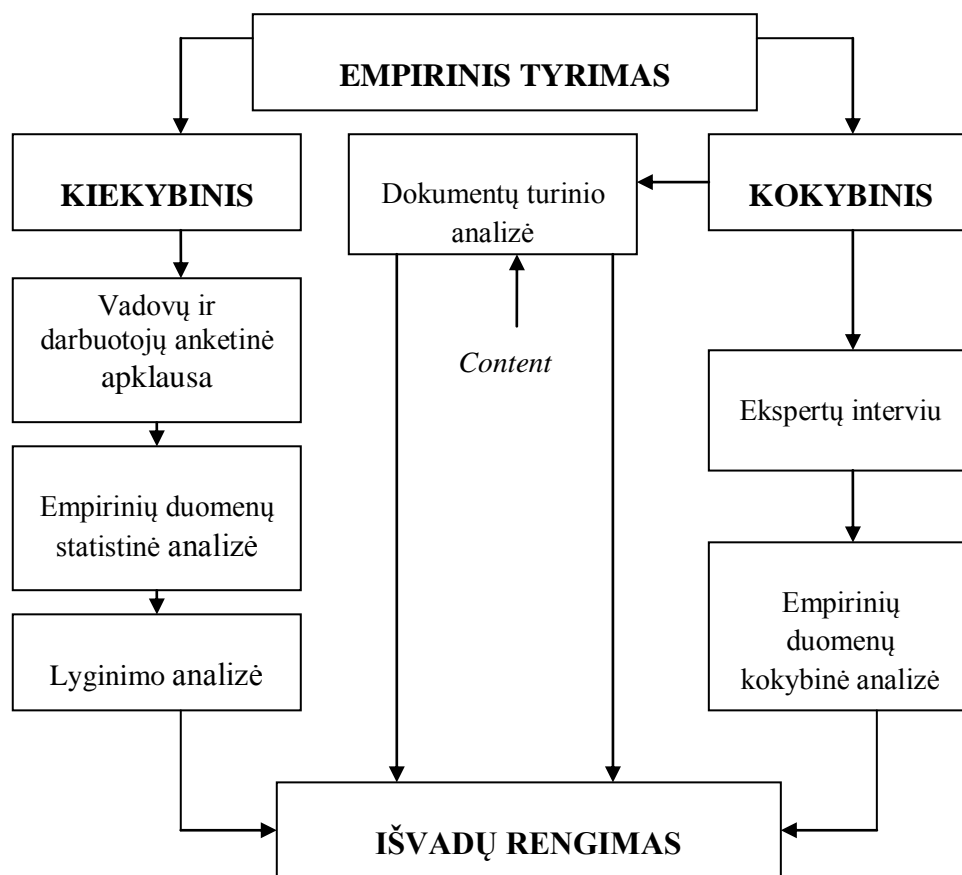 EMPIRINIS TYRIMAS
KIEKYBINIS
Dokumentų turinio
analizė
KOKYBINIS
Vadovų ir
darbuotojų anketinė
apklausa
Content
Ekspertų interviu
Empirinių duomenų
statistinė analizė
Empirinių
duomenų
kokybinė analizė
Lyginimo analizė
IŠVADŲ RENGIMAS